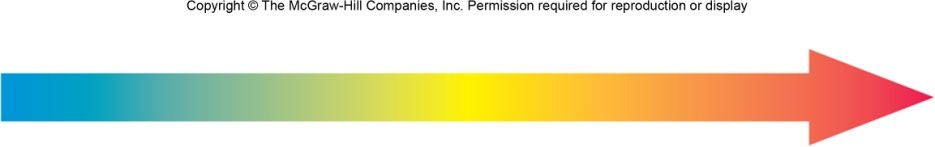 Copyright © The McGraw-Hill Companies, Inc. Permission required for reproduction or display